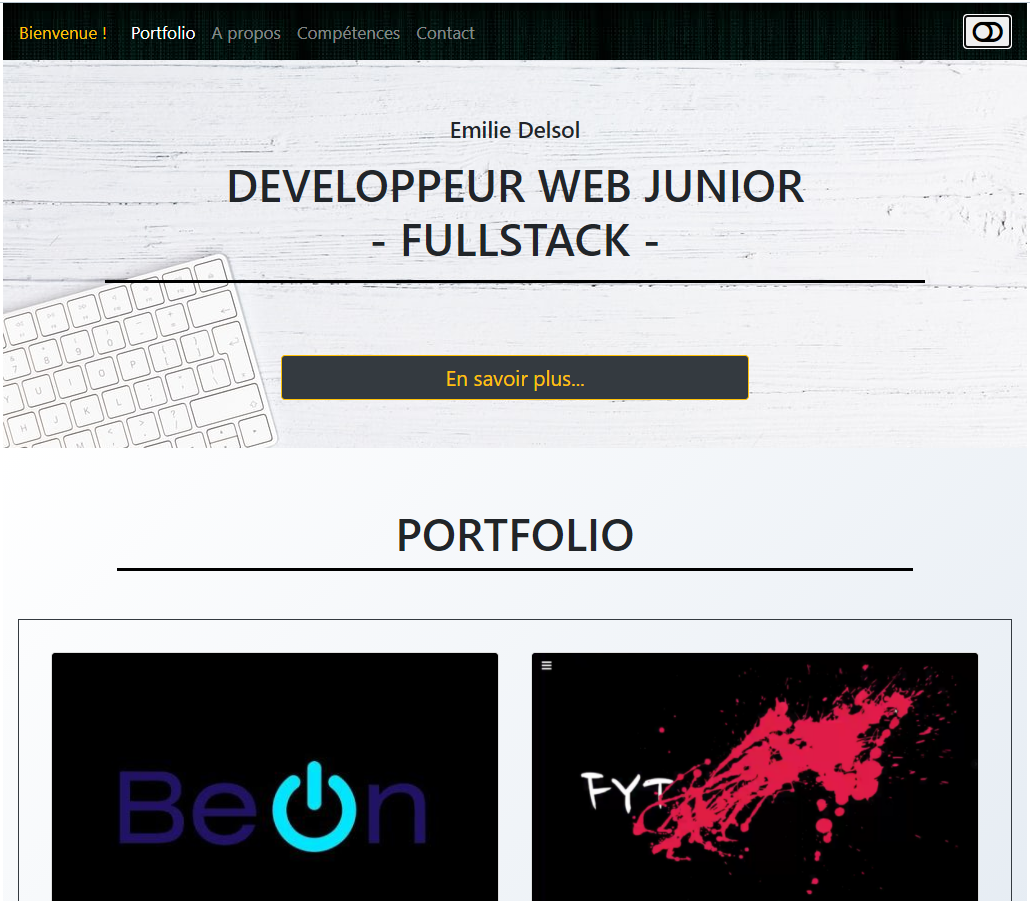 Bienvenue ! Portfolio A propos Compétences Contact
Emilie Delsol
DEVELOPPEUR WEB JUNIOR
- FULLSTACK -
En savoir plus...
PORTFOLIO
BeOn
FYT